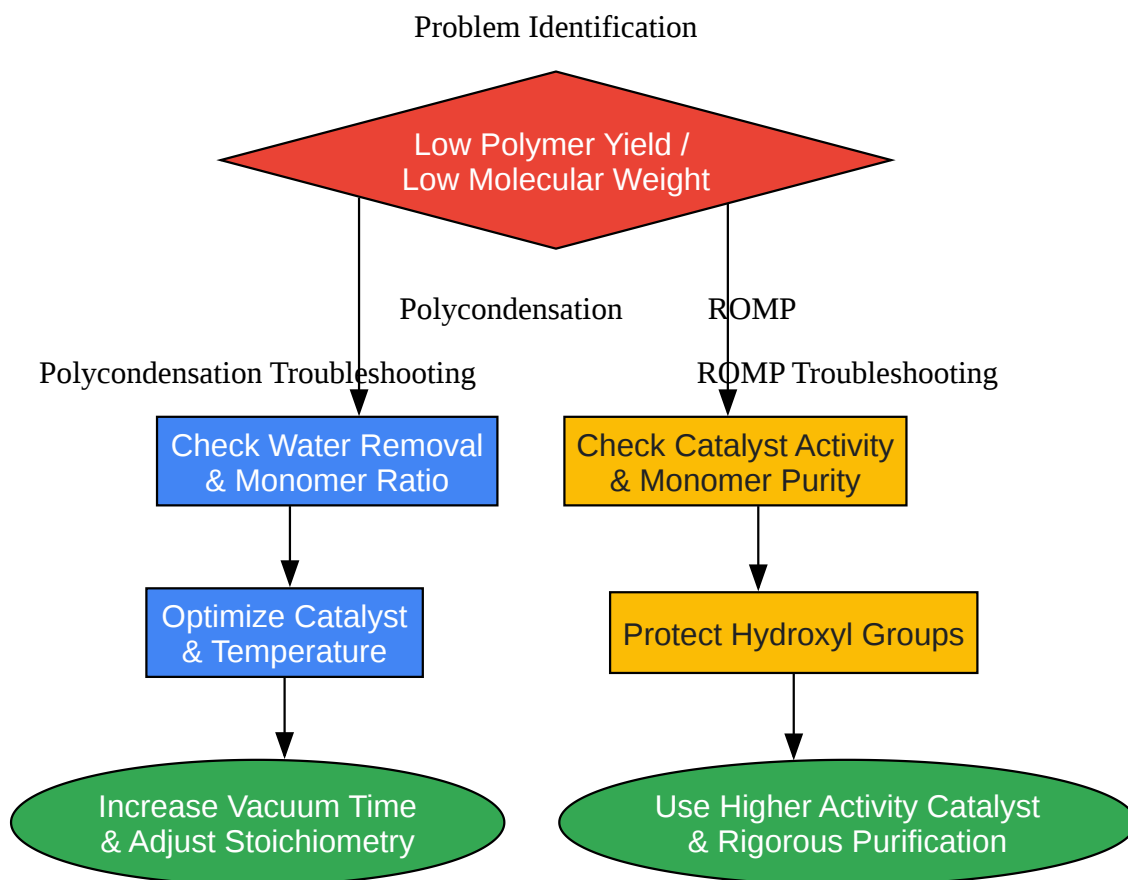 Problem Identification
Low Polymer Yield /
Low Molecular Weight
Polycondensation
ROMP
Polycondensation Troubleshooting
ROMP Troubleshooting
Check Water Removal
& Monomer Ratio
Check Catalyst Activity
& Monomer Purity
Optimize Catalyst
& Temperature
Protect Hydroxyl Groups
Increase Vacuum Time
& Adjust Stoichiometry
Use Higher Activity Catalyst
& Rigorous Purification